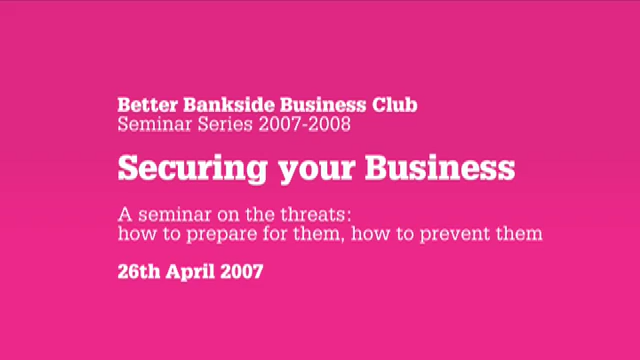 Better Bankside Business Club
Seminar Series 2007-2008
Securing your Business
A seminar on the threats:
how to prepare for them, how to prevent them
26th April 2007